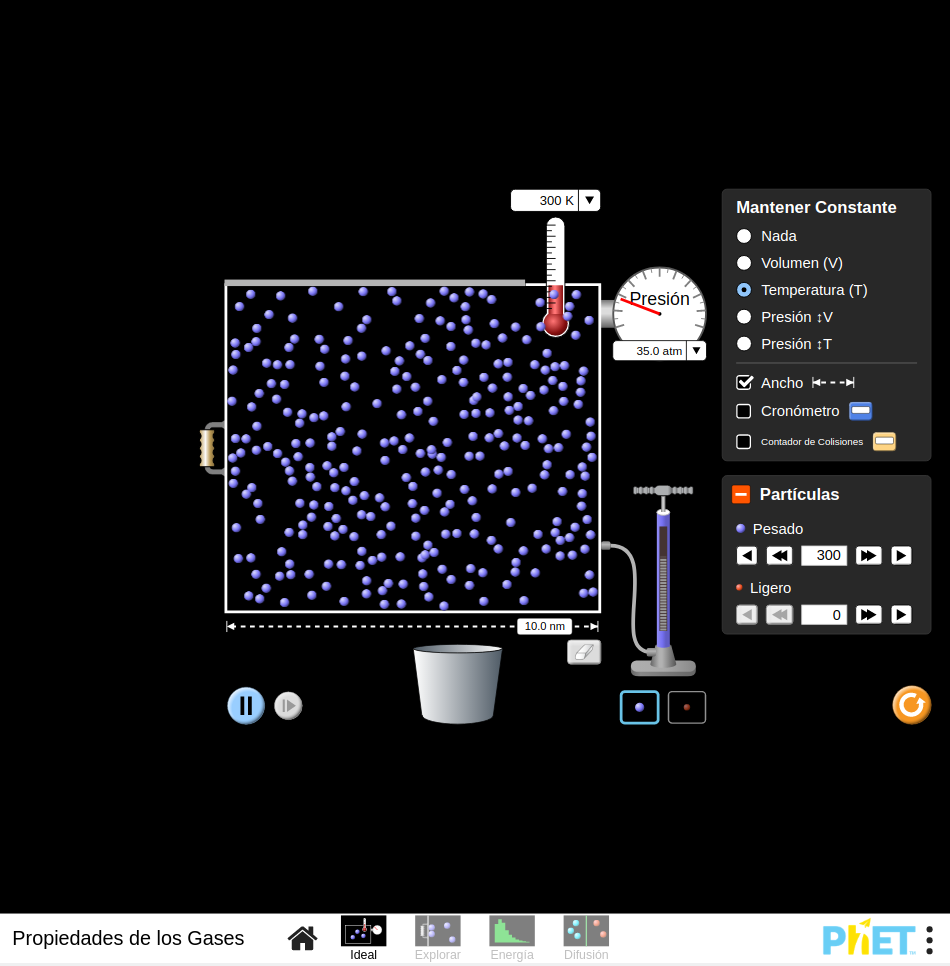 300 K
Mantener Constante
Nada
Volumen (V)
Temperatura (T)
Presión ↕V
Presión ↕T
Ancho
Cronómetro
Contador de Colisiones
Presión
35.0 atm
Partículas
Pesado
300
Ligero
0
10.0 nm
Propiedades de los Gases
Ideal
Explorar
Energía
Difusión
PhET